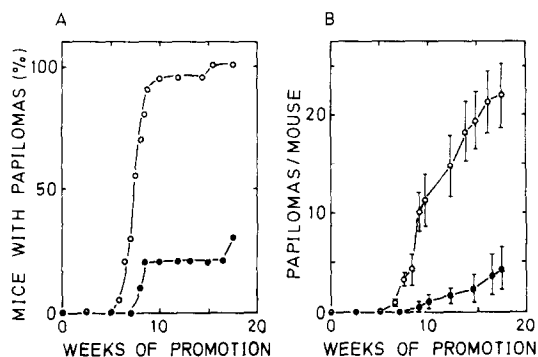 A
MICE WITH PAPILOMAS (%)
100
50
0
0
10
20
WEEKS OF PROMOTION
B
PAPILOMAS/MOUSE
20
10
0
0
10
20
WEEKS OF PROMOTION